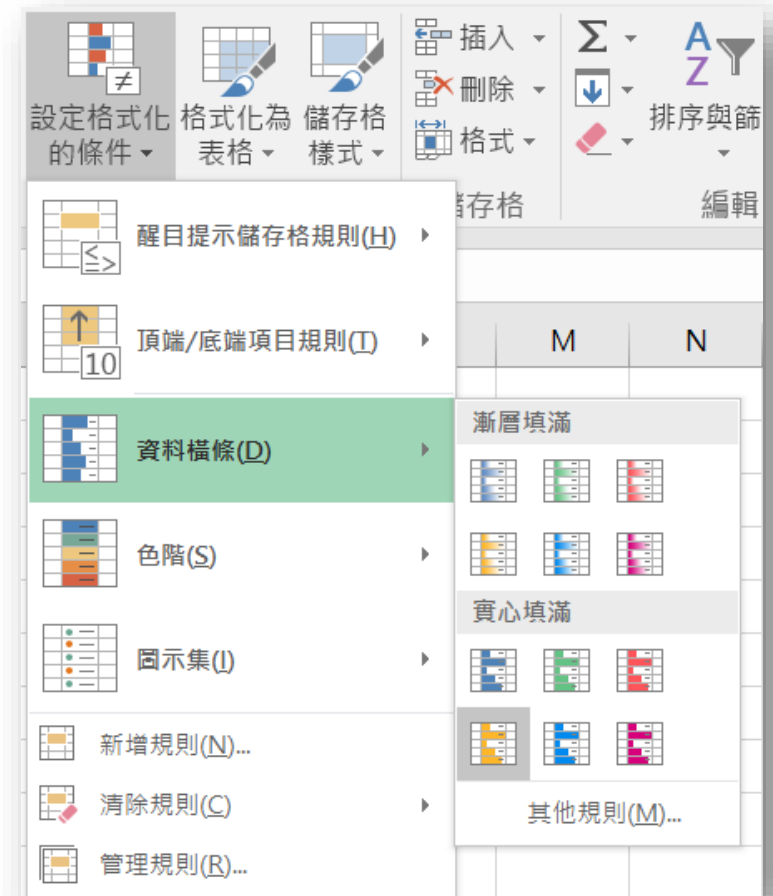 插入
Σ
A
Z
≠
設定格式化
的條件
格式化為
表格
儲存格
樣式
刪除
格式
排序與篩
存格
編輯
≤
=>
醒目提示儲存格規則(H)
10
頂端/底端項目規則(T)
M
N
資料橫條(D)
漸層填滿
色階(S)
實心填滿
圖示集(I)
新增規則(N)...
清除規則(C)
其他規則(M)...
管理規則(R)...